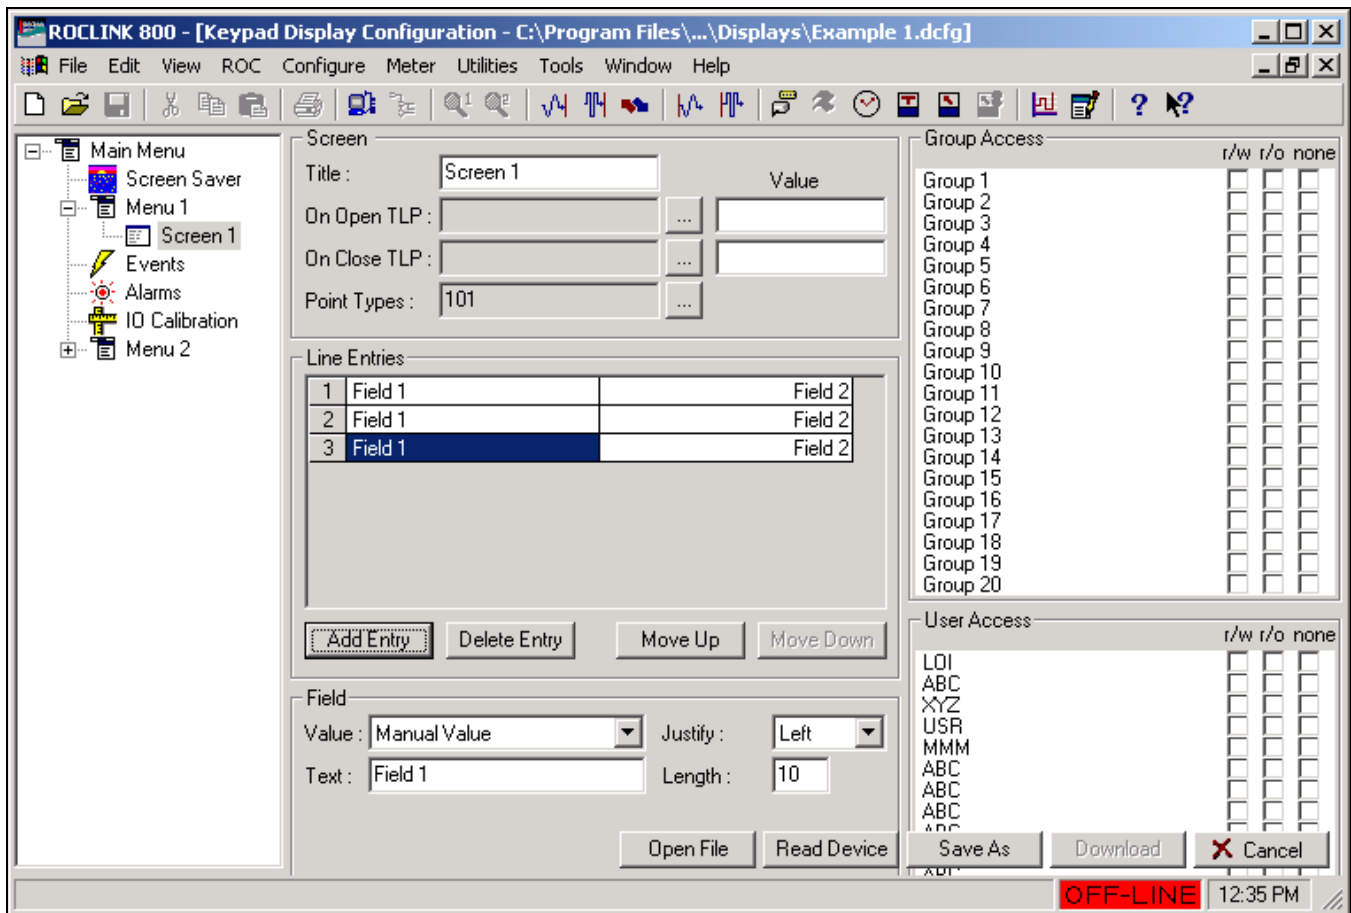 ROCLINK 800 - [Keypad Display Configuration - C:\Program Files\...\Displays\Example 1.dcfg]
File Edit View ROC Configure Meter Utilities Tools Window Help
Main Menu
Screen Saver
Menu 1
Screen 1
Events
Alarms
IO Calibration
Menu 2
Screen
Title : Screen 1 Value
On Open TLP : ...
On Close TLP : ...
Point Types : 101 ...
Line Entries
1 Field 1 Field 2
2 Field 1 Field 2
3 Field 1 Field 2
Add Entry Delete Entry Move Up Move Down
Field
Value : Manual Value Justify : Left
Text : Field 1 Length : 10
Group Access
r/w r/o none
Group 1
Group 2
Group 3
Group 4
Group 5
Group 6
Group 7
Group 8
Group 9
Group 10
Group 11
Group 12
Group 13
Group 14
Group 15
Group 16
Group 17
Group 18
Group 19
Group 20
User Access
r/w r/o none
LOI
ABC
XYZ
USR
MMM
ABC
ABC
ABC
Open File Read Device Save As Download Cancel
OFF-LINE 12:35 PM